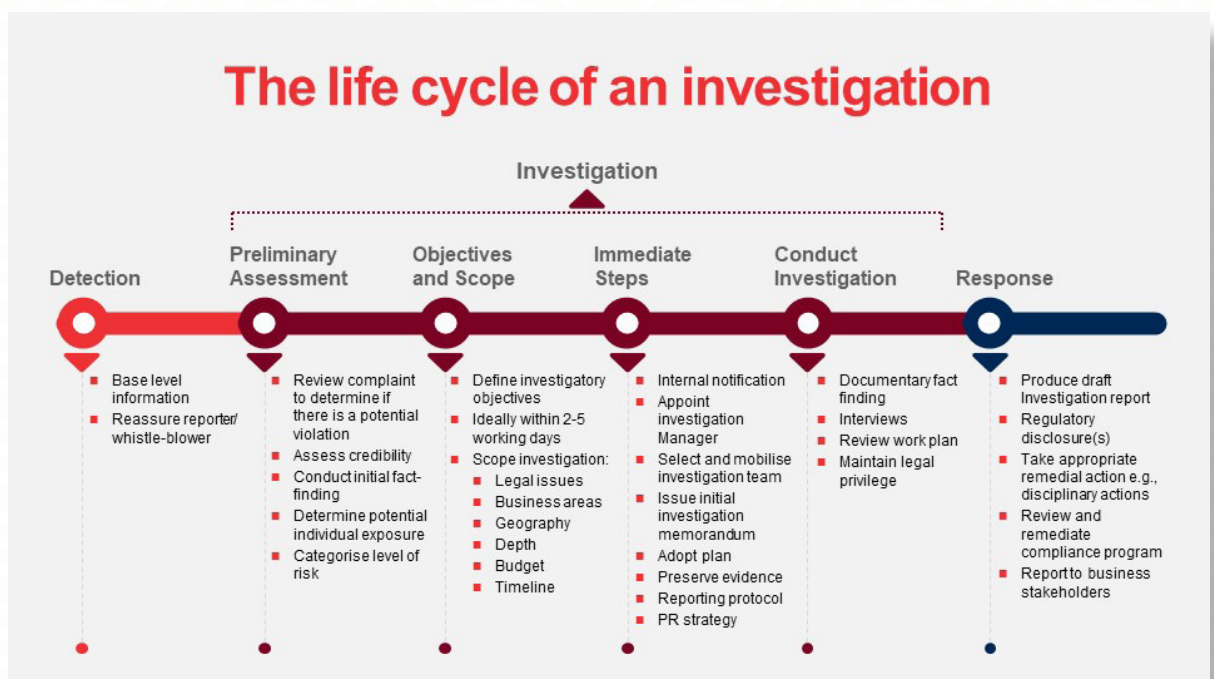 The life cycle of an investigation
Investigation
Detection
Preliminary
Assessment
Objectives
and Scope
Immediate
Steps
Conduct
Investigation
Response
Base level
information
Reassure reporter/
whistle-blower
Review complaint
to determine if
there is a potential
violation
Assess credibility
Conduct initial fact-
finding
Determine potential
individual exposure
Categorise level of
risk
Define investigatory
objectives
Ideally within 2-5
working days
Scope investigation:
Legal issues
Business areas
Geography
Depth
Budget
Timeline
Internal notification
Appoint
investigation
Manager
Select and mobilise
investigation team
Issue initial
investigation
memorandum
Adopt plan
Preserve evidence
Reporting protocol
PR strategy
Documentary fact
finding
Interviews
Review work plan
Maintain legal
privilege
Produce draft
Investigation report
Regulatory
disclosure(s)
Take appropriate
remedial action e.g.,
disciplinary actions
Review and
remediate
compliance program
Report to business
stakeholders